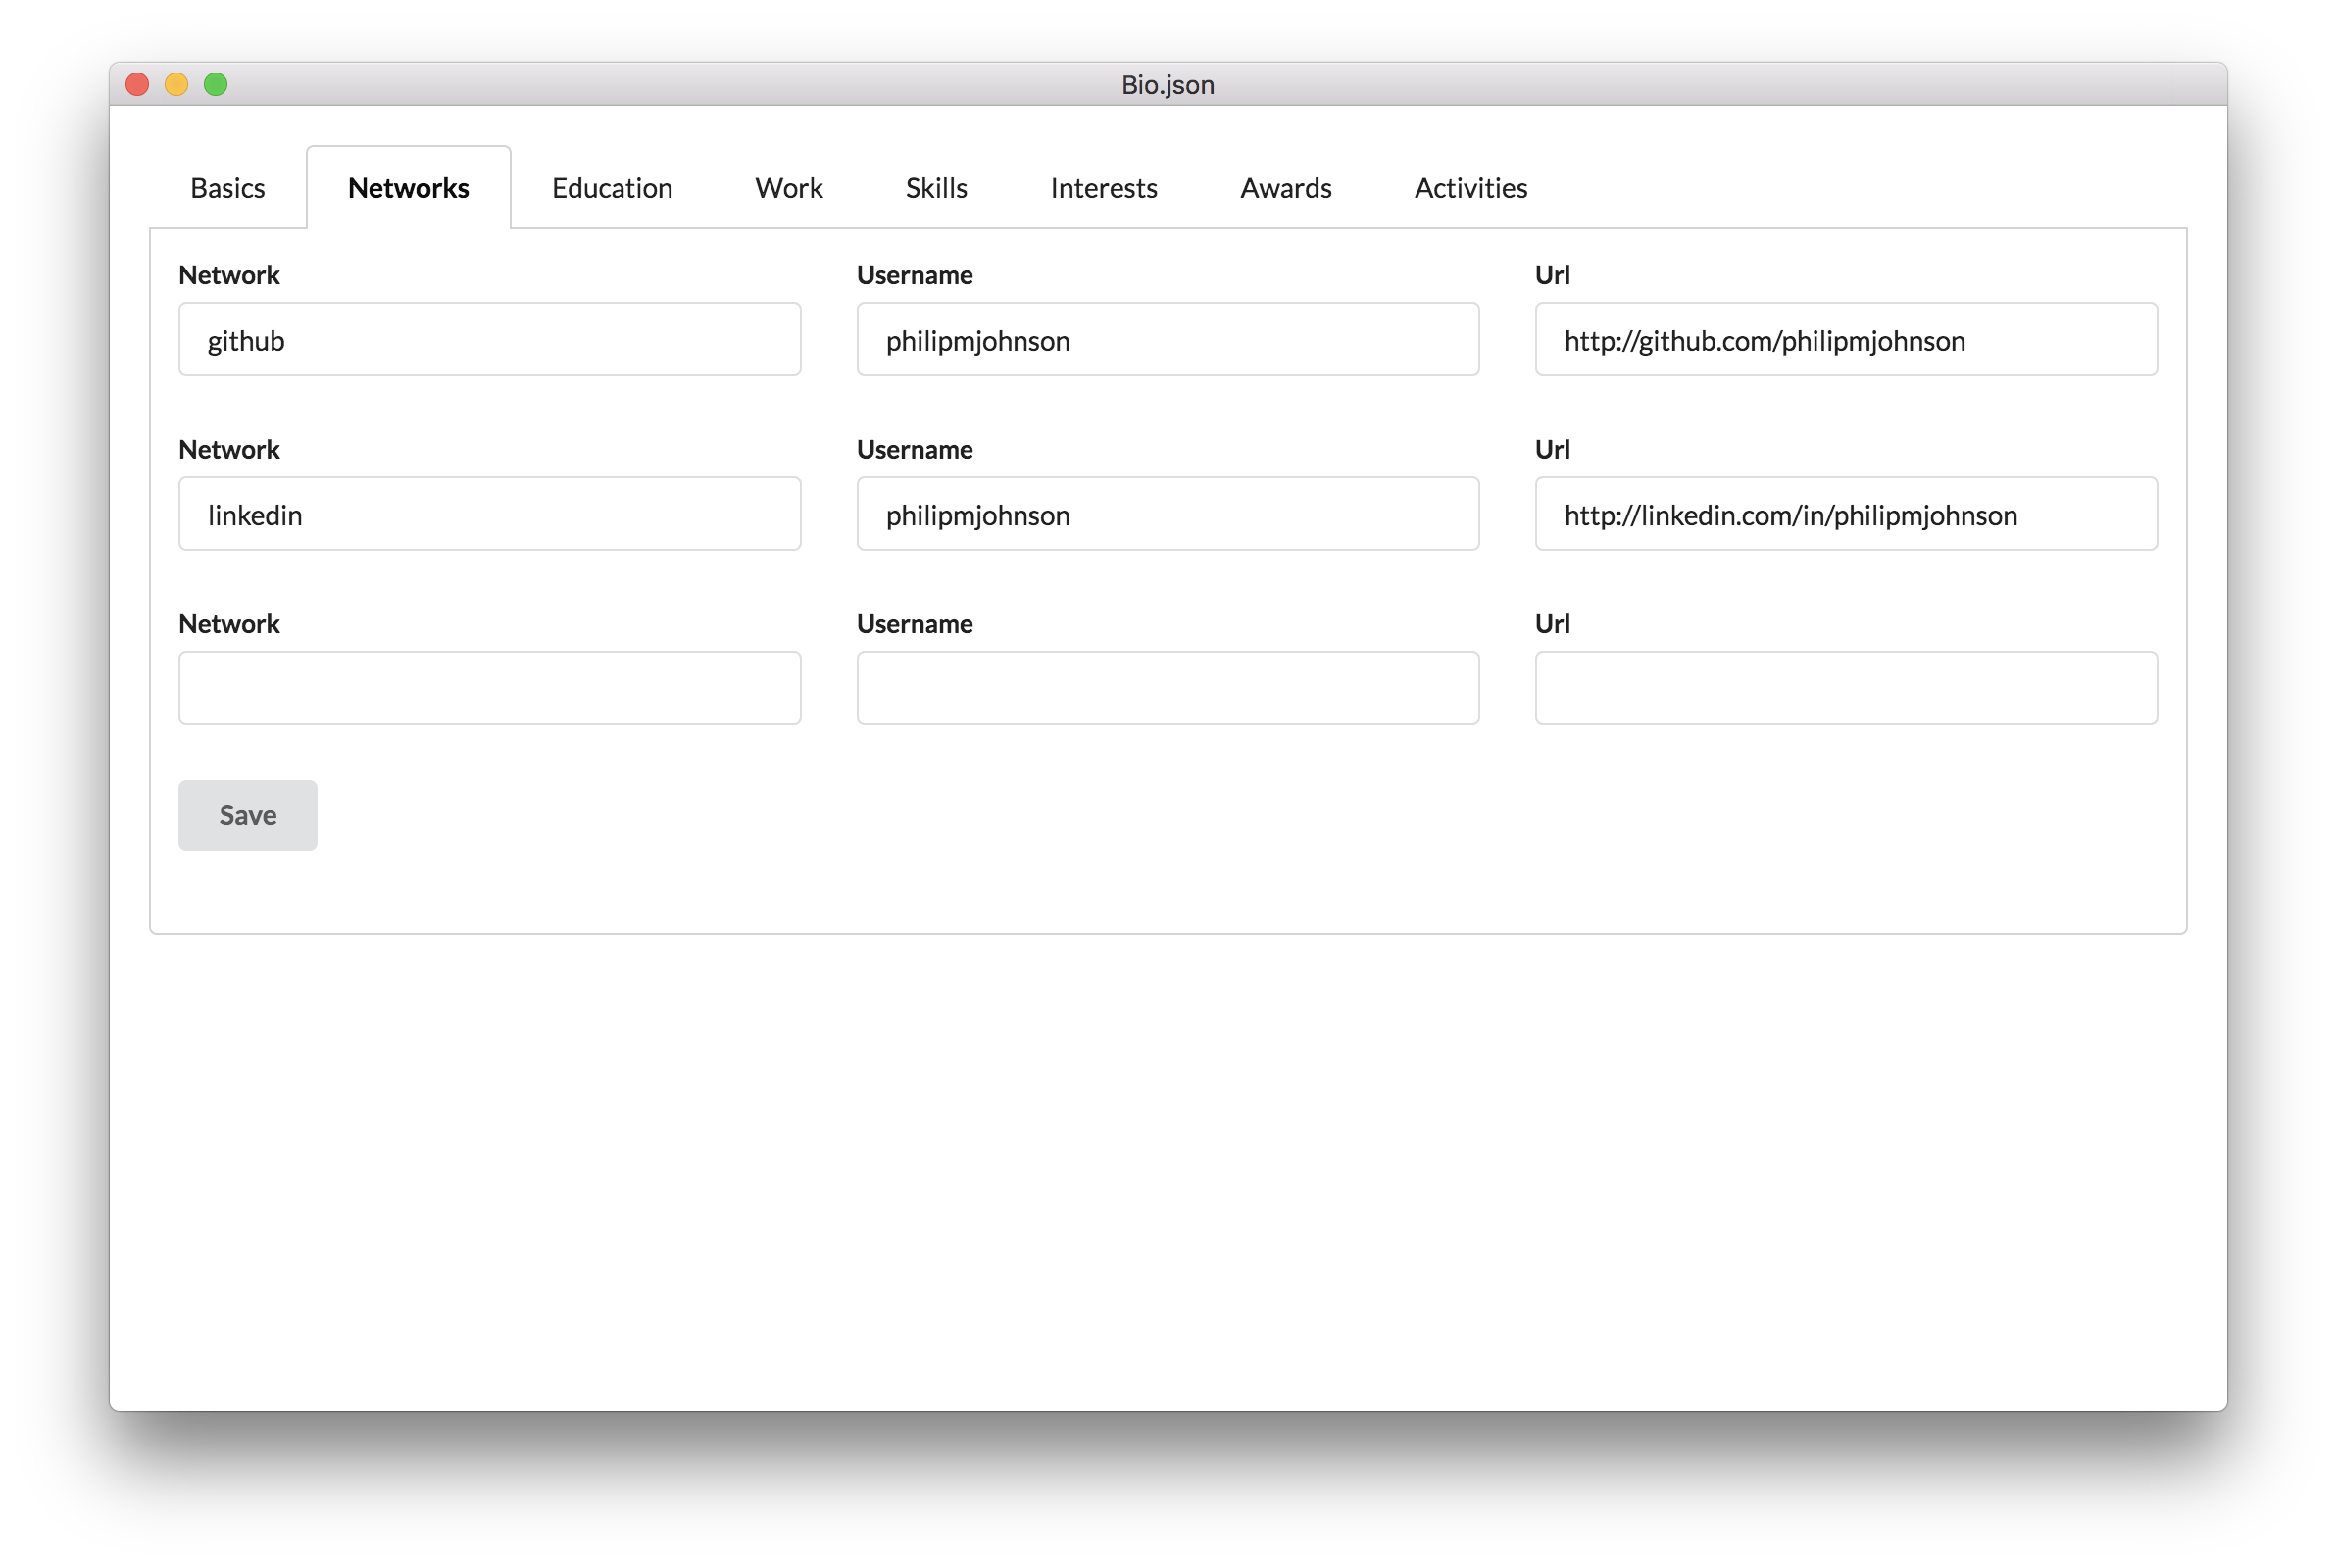 Bio.json
Basics Networks Education Work Skills Interests Awards Activities
Network Username Url
github philipmjohnson http://github.com/philipmjohnson
Network Username Url
linkedin philipmjohnson http://linkedin.com/in/philipmjohnson
Network Username Url
Save